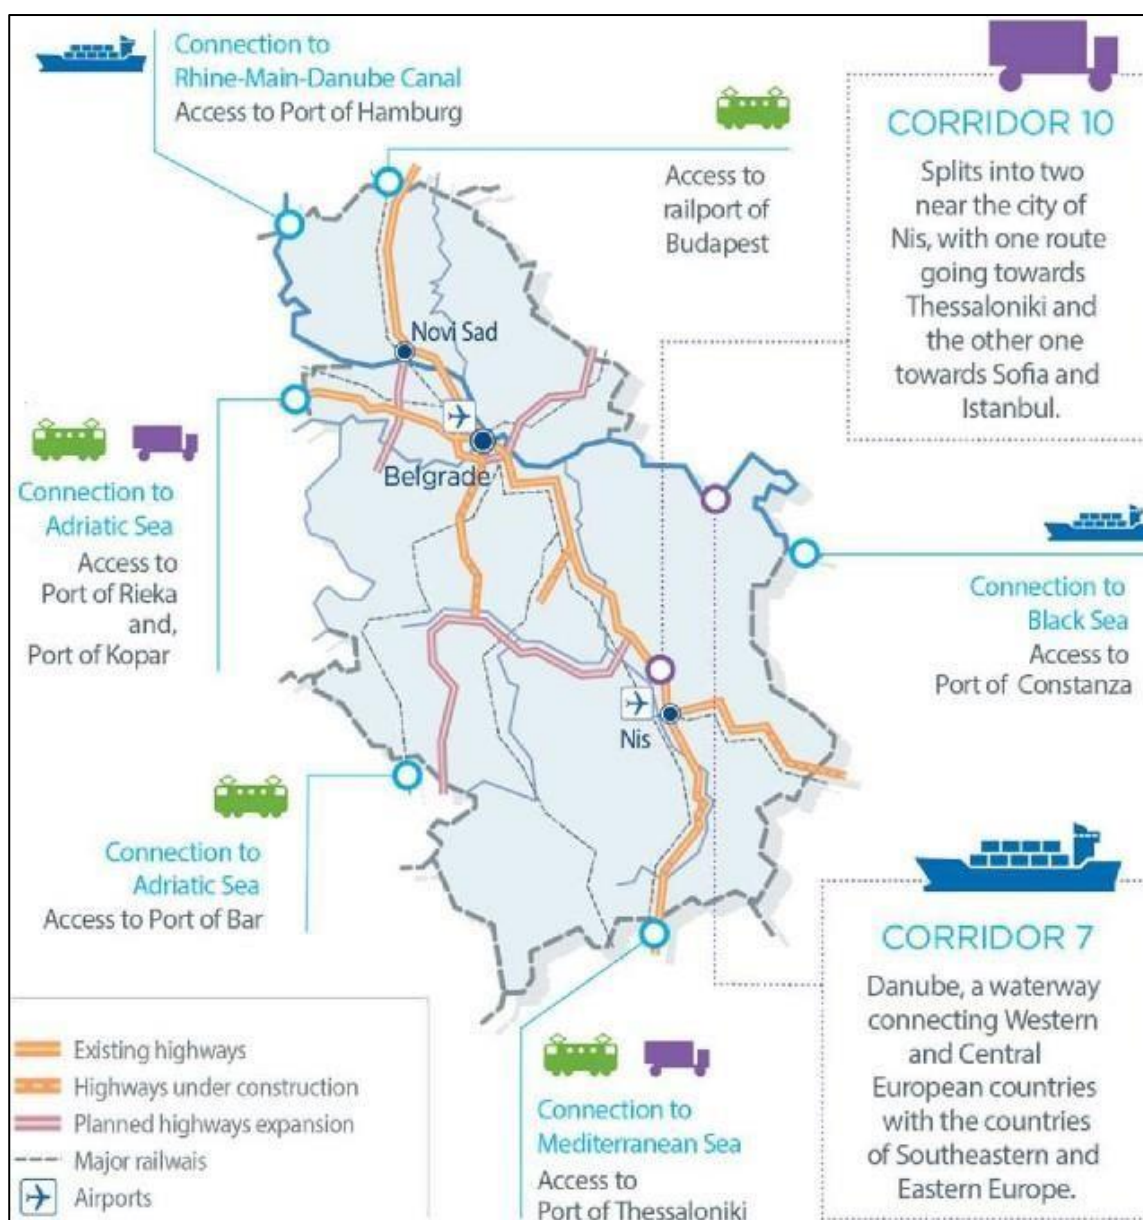 Connection to
Rhine-Main-Danube Canal
Access to Port of Hamburg
Access to
railport of
Budapest
CORRIDOR 10
Splits into two
near the city of
Nis, with one route
going towards
Thessaloniki and
the other one
towards Sofia and
Istanbul.
Novi Sad
Belgrade
Nis
Connection to
Adriatic Sea
Access to
Port of Rieka
and,
Port of Kopar
Connection to
Black Sea
Access to
Port of Constanza
Connection to
Adriatic Sea
Access to Port of Bar
CORRIDOR 7
Danube, a waterway
connecting Western
and Central
European countries
with the countries
of Southeastern and
Eastern Europe.
Connection to
Mediterranean Sea
Access to
Port of Thessaloniki
Existing highways
Highways under construction
Planned highways expansion
Major railwais
Airports